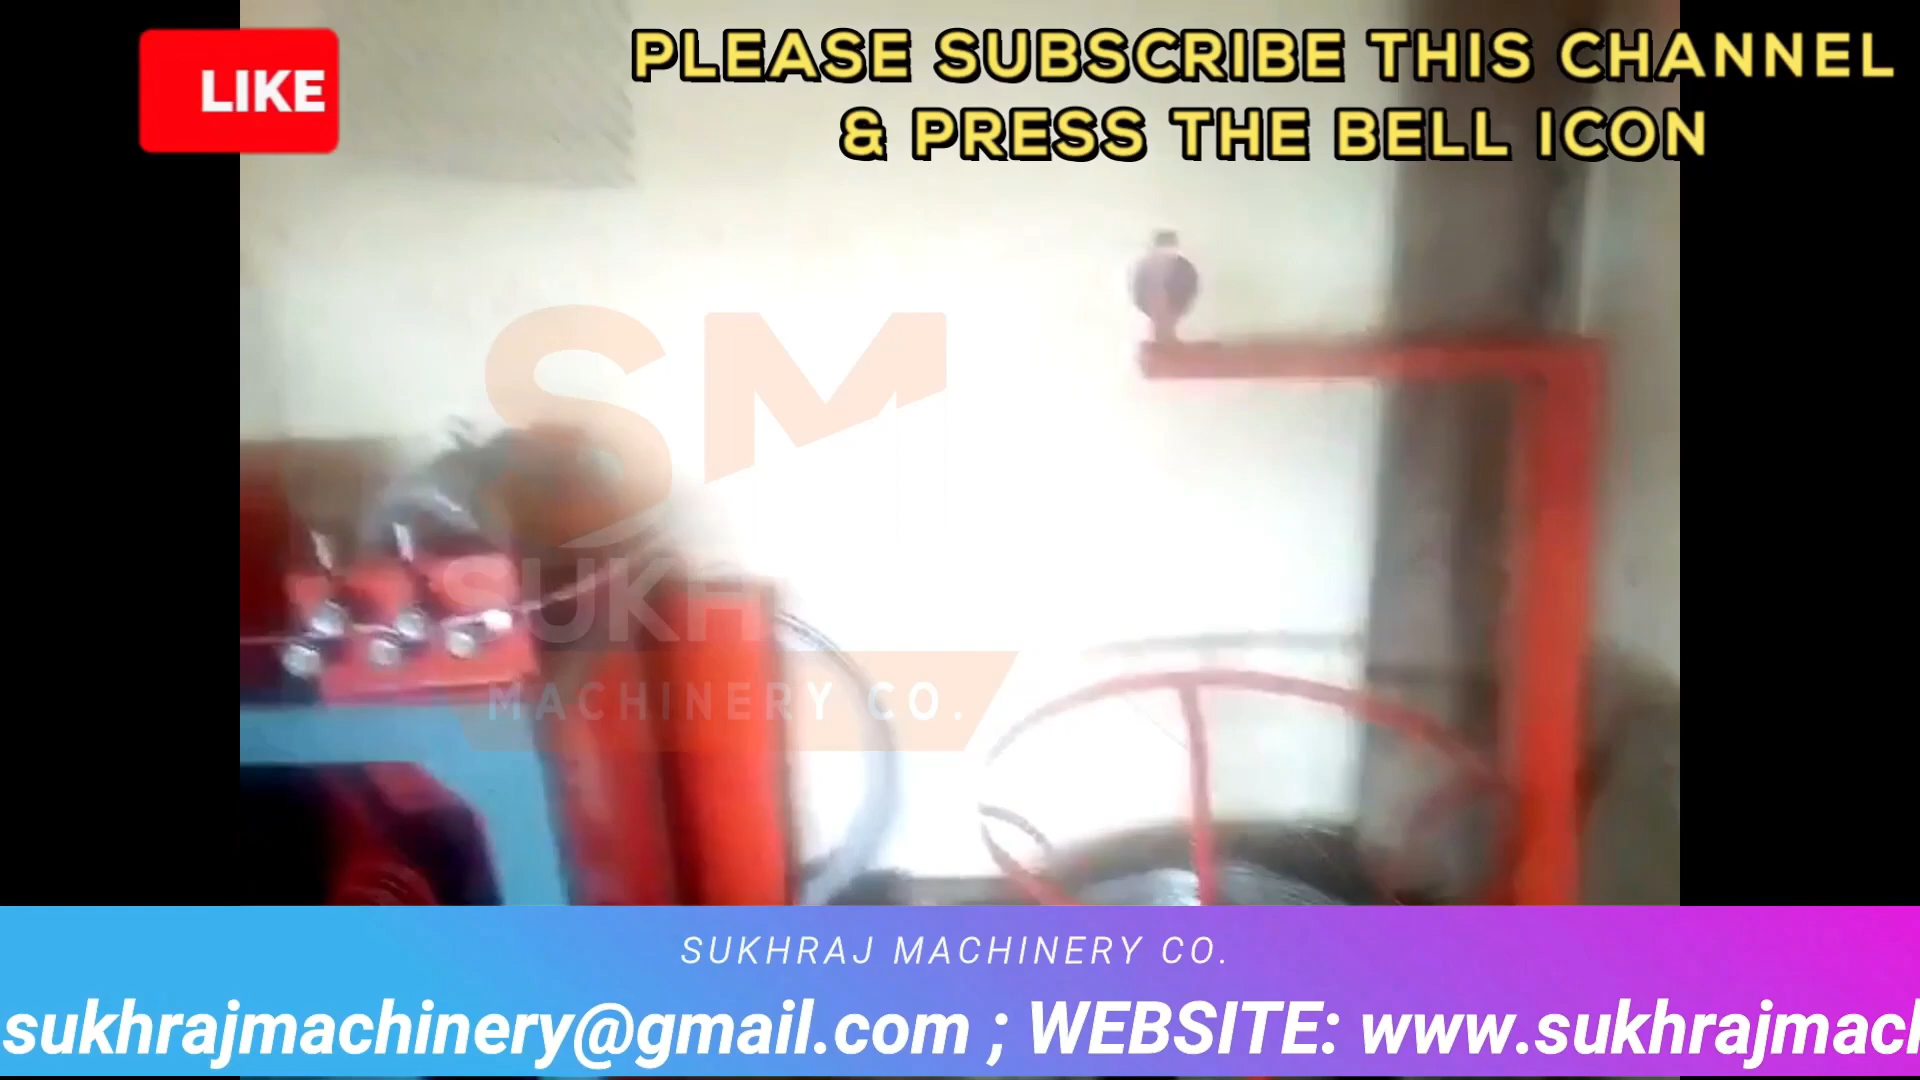 LIKE
PLEASE SUBSCRIBE THIS CHANNEL
& PRESS THE BELL ICON
SM
SUKH
MACHINERY CO.
SUKHRAJ MACHINERY CO.
sukhrajmachinery@gmail.com ; WEBSITE: www.sukhrajmacl